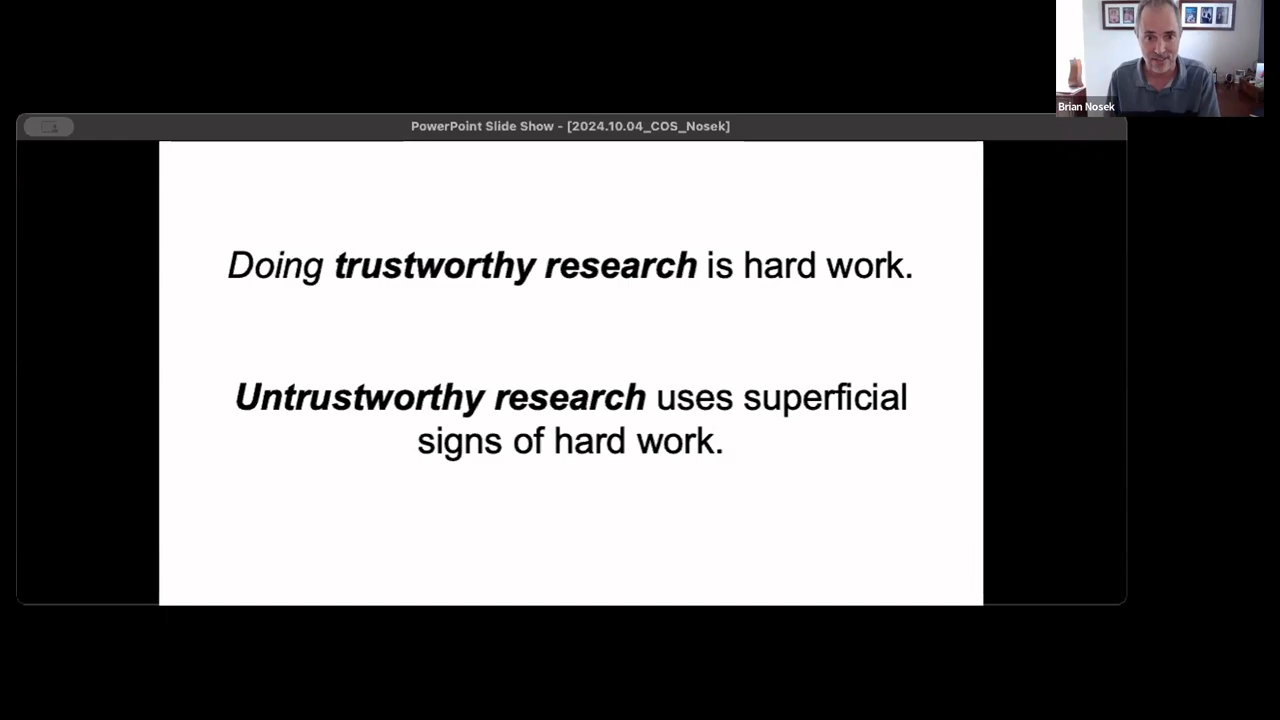 Brian Nosek
PowerPoint Slide Show - [2024.10.04_COS_Nosek]
Doing trustworthy research is hard work.
Untrustworthy research uses superficial
signs of hard work.